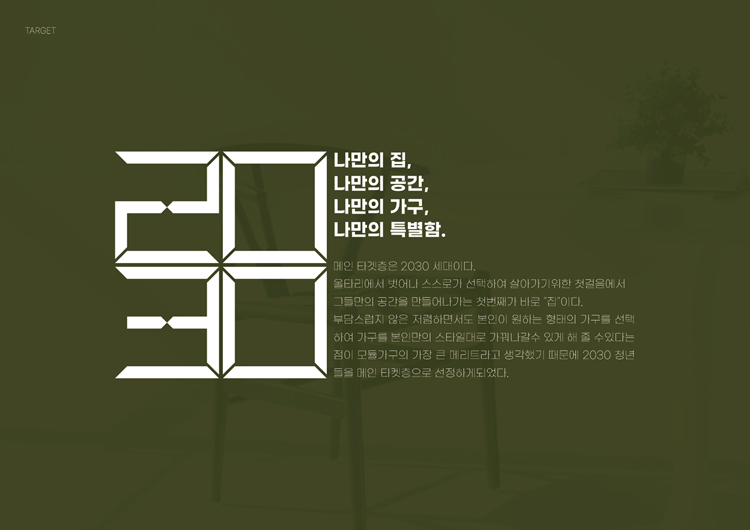 TARGET
20
30
나만의 집,
나만의 공간,
나만의 가구,
나만의 특별함.
메인 타겟층은 2030 세대이다.
울타리에서 벗어나 스스로가 선택하여 살아가기위한 첫걸음에서
그들만의 공간을 만들어나가는 첫번째가 바로 "집"이다.
부담스럽지 않은 저렴하면서도 본인이 원하는 형태의 가구를 선택
하여 가구를 본인만의 스타일대로 가꿔나갈수 있게 해 줄 수있다는
점이 모듈가구의 가장 큰 메리트라고 생각했기 때문에 2030 청년
들을 메인 타켓층으로 선정하게되었다.